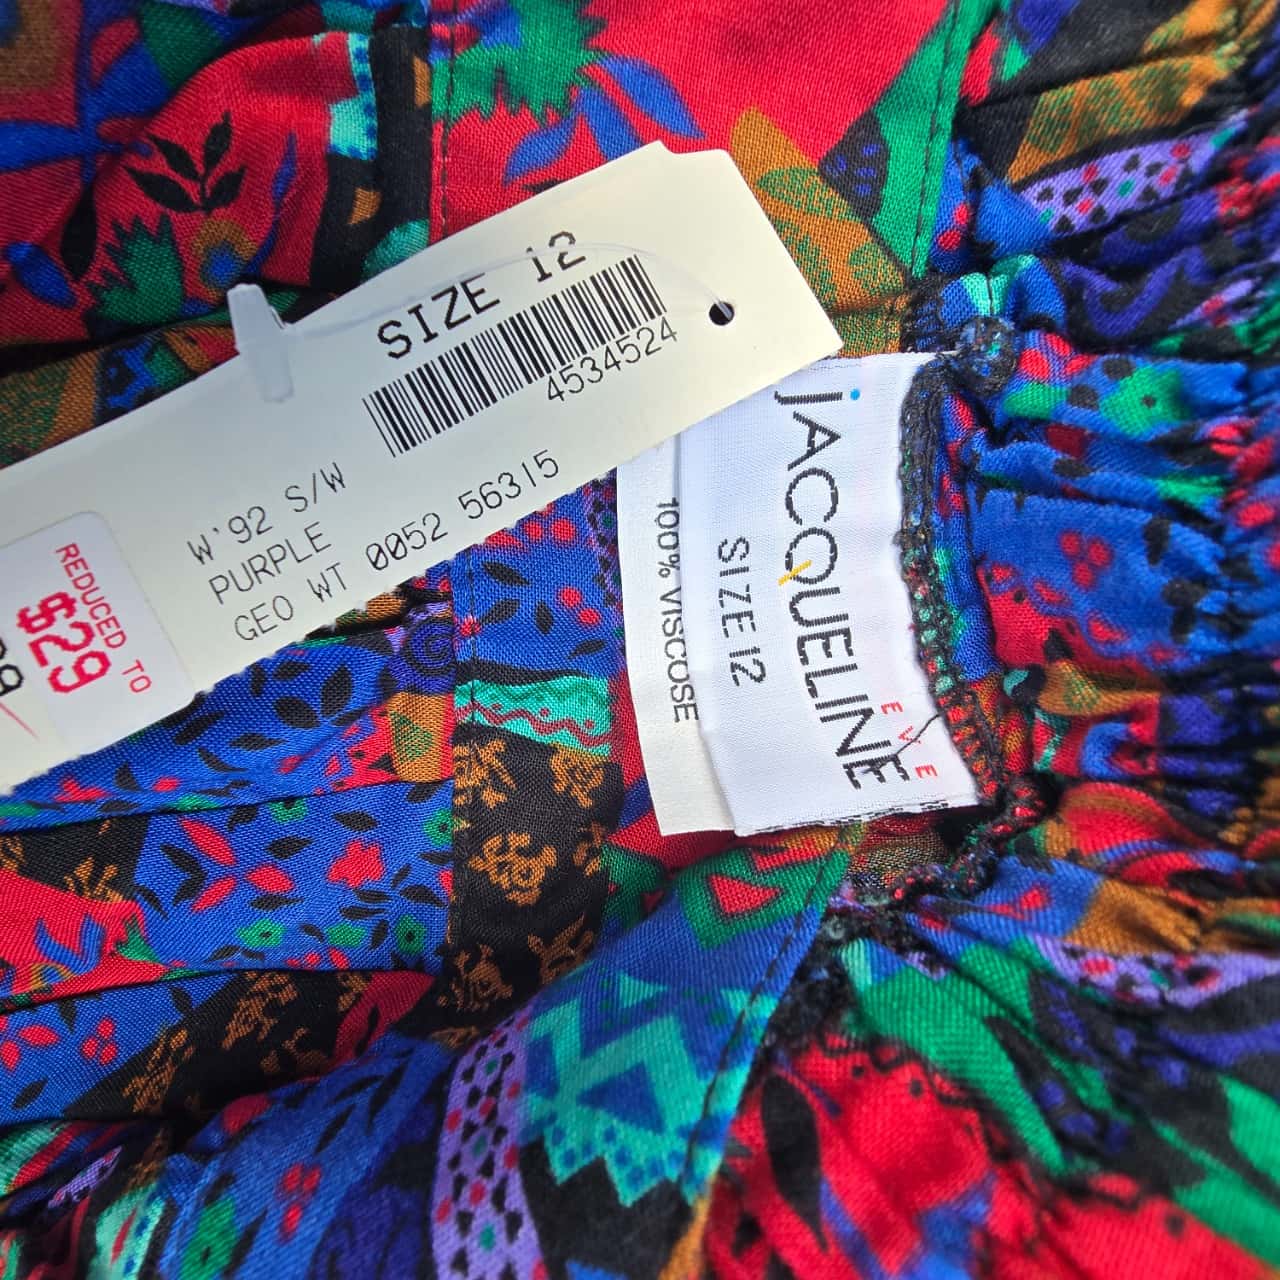 SIZE 12
4534524
W'92 S/W
PURPLE
GEO WT 0052 56315
REDUCED TO
$29
jACQUELINE
EVE
SIZE 12
100% VISCOSE